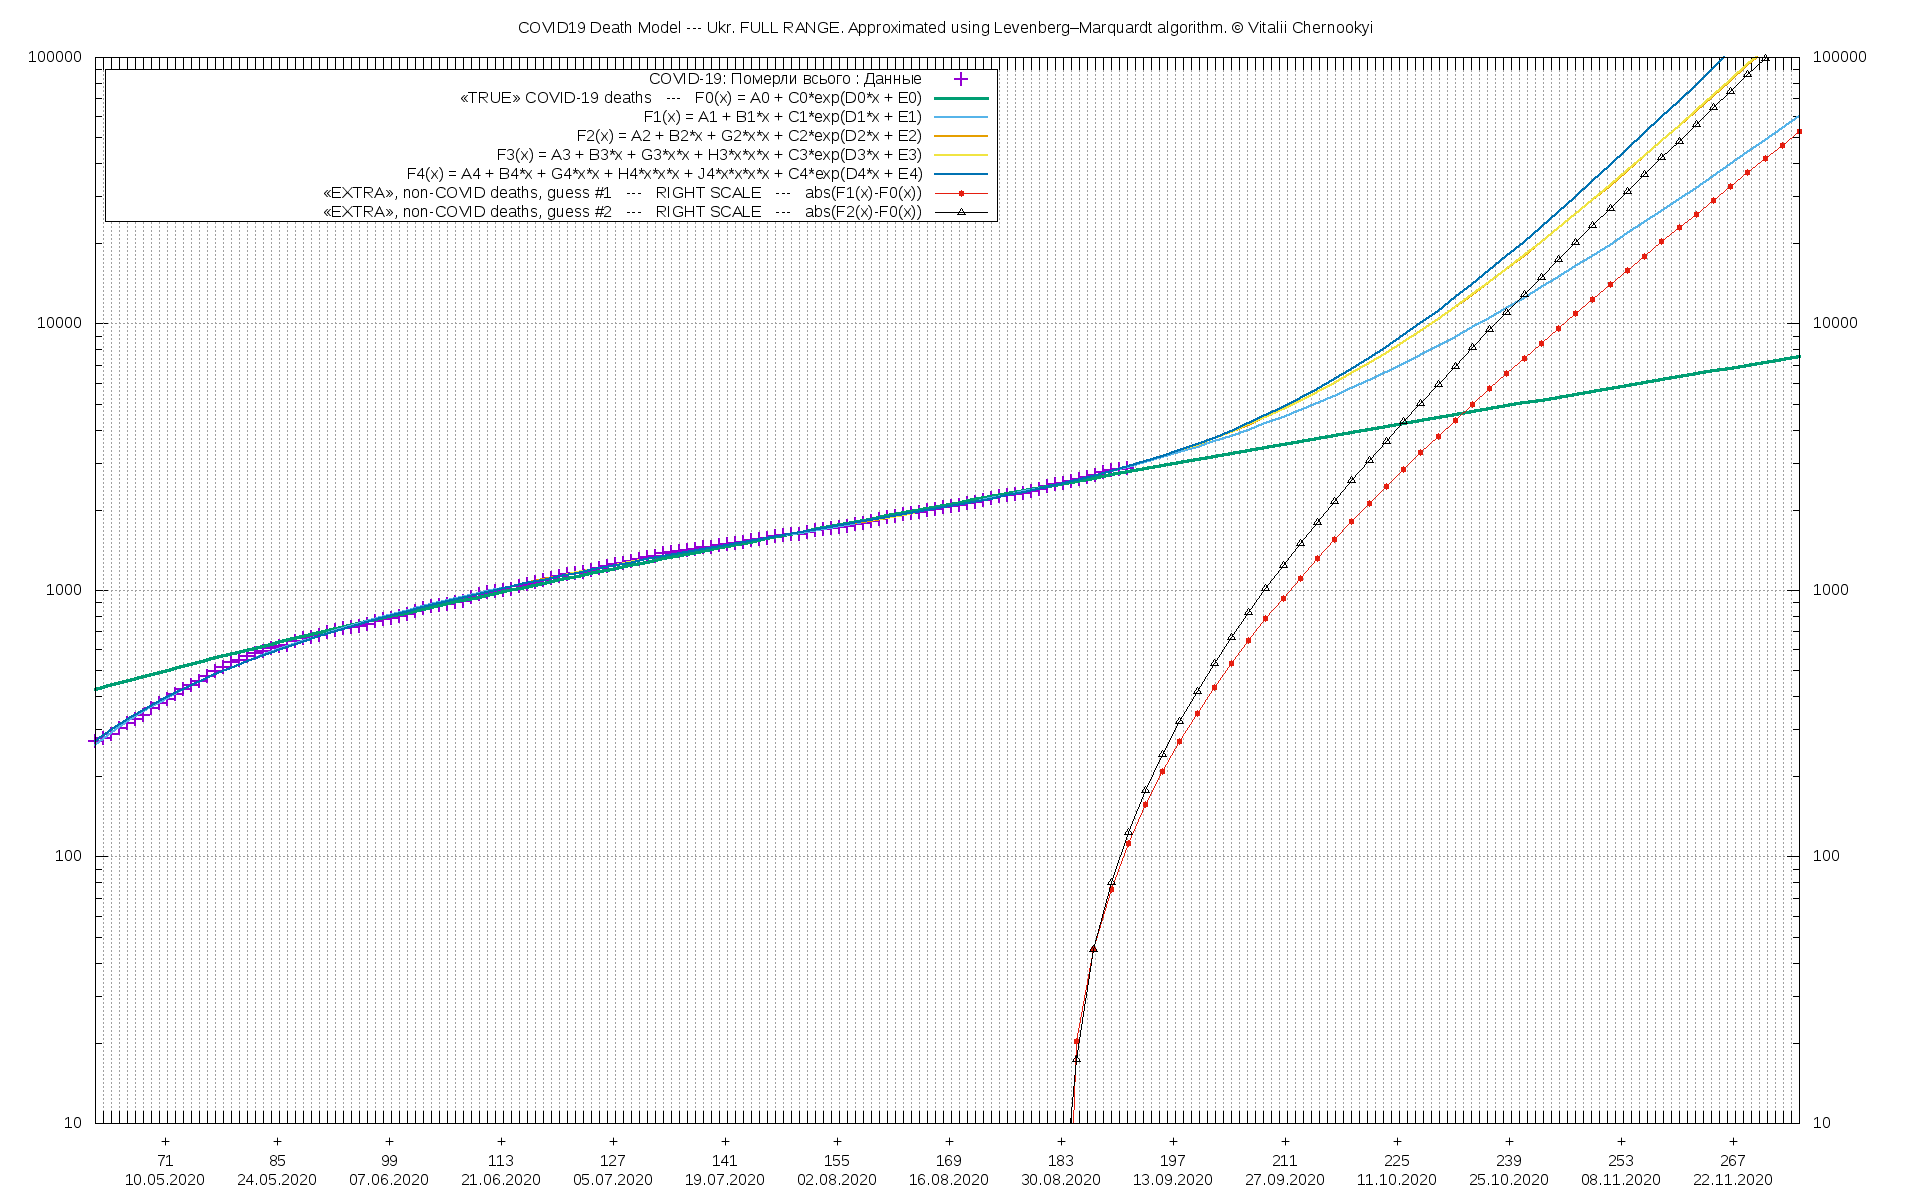 COVID19 Death Model --- Ukr. FULL RANGE. Approximated using Levenberg–Marquardt algorithm. © Vitalii Chernookyi
COVID-19: Померли всього : Данные
«TRUE» COVID-19 deaths --- F0(x) = A0 + C0*exp(D0*x + E0)
F1(x) = A1 + B1*x + C1*exp(D1*x + E1)
F2(x) = A2 + B2*x + G2*x*x + C2*exp(D2*x + E2)
F3(x) = A3 + B3*x + G3*x*x + H3*x*x*x + C3*exp(D3*x + E3)
F4(x) = A4 + B4*x + G4*x*x + H4*x*x*x + J4*x*x*x*x + C4*exp(D4*x + E4)
«EXTRA», non-COVID deaths, guess #1 --- RIGHT SCALE --- abs(F1(x)-F0(x))
«EXTRA», non-COVID deaths, guess #2 --- RIGHT SCALE --- abs(F2(x)-F0(x))
100000 100000
10000 10000
1000 1000
100 100
10 10
+ + + + + + + + + + + + + + +
71 85 99 113 127 141 155 169 183 197 211 225 239 253 267
10.05.2020 24.05.2020 07.06.2020 21.06.2020 05.07.2020 19.07.2020 02.08.2020 16.08.2020 30.08.2020 13.09.2020 27.09.2020 11.10.2020 25.10.2020 08.11.2020 22.11.2020